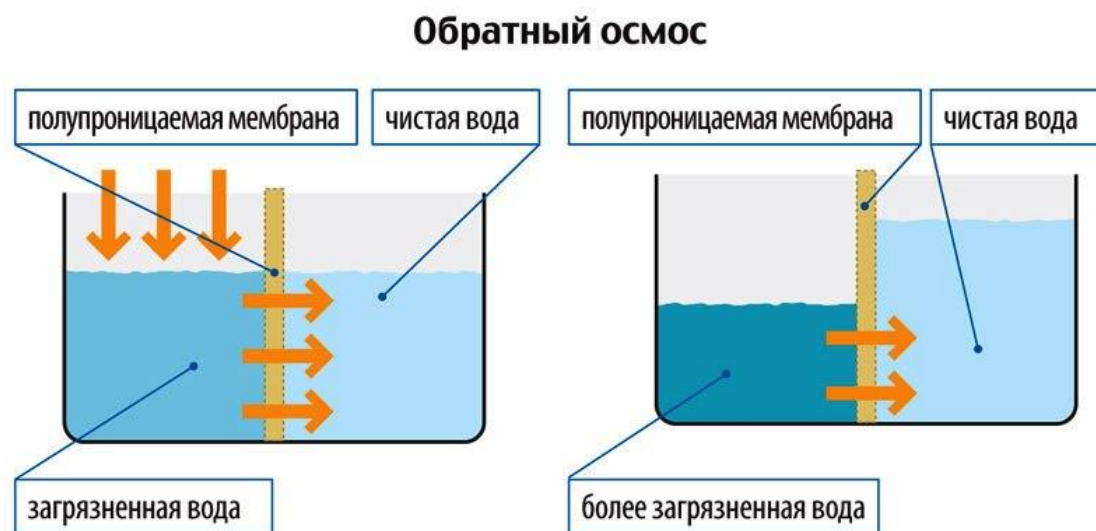 Обратный осмос
полупроницаемая мембрана
чистая вода
полупроницаемая мембрана
чистая вода
загрязненная вода
более загрязненная вода